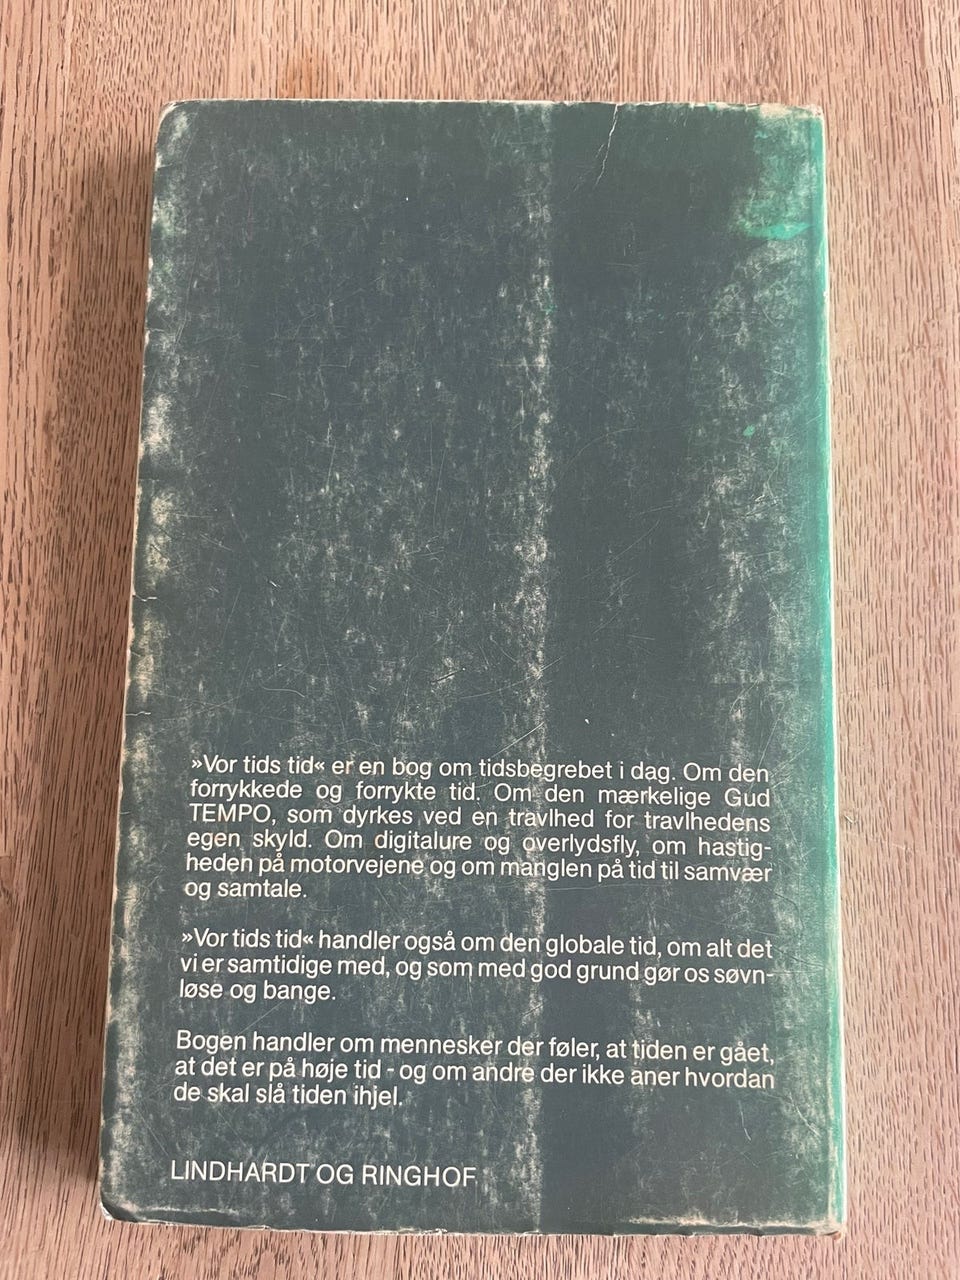 »Vor tids tid« er en bog om tidsbegrebet i dag. Om den
forrykkede og forrykte tid. Om den mærkelige Gud
TEMPO, som dyrkes ved en travlhed for travlhedens
egen skyld. Om digitalure og overlydsfly, om hastig-
heden på motorvejene og om manglen på tid til samvær
og samtale.
»Vor tids tid« handler også om den globale tid, om alt det
vi er samtidige med, og som med god grund gør os søvn-
løse og bange.
Bogen handler om mennesker der føler, at tiden er gået,
at det er på høje tid - og om andre der ikke aner hvordan
de skal slå tiden ihjel.
LINDHARDT OG RINGHOF